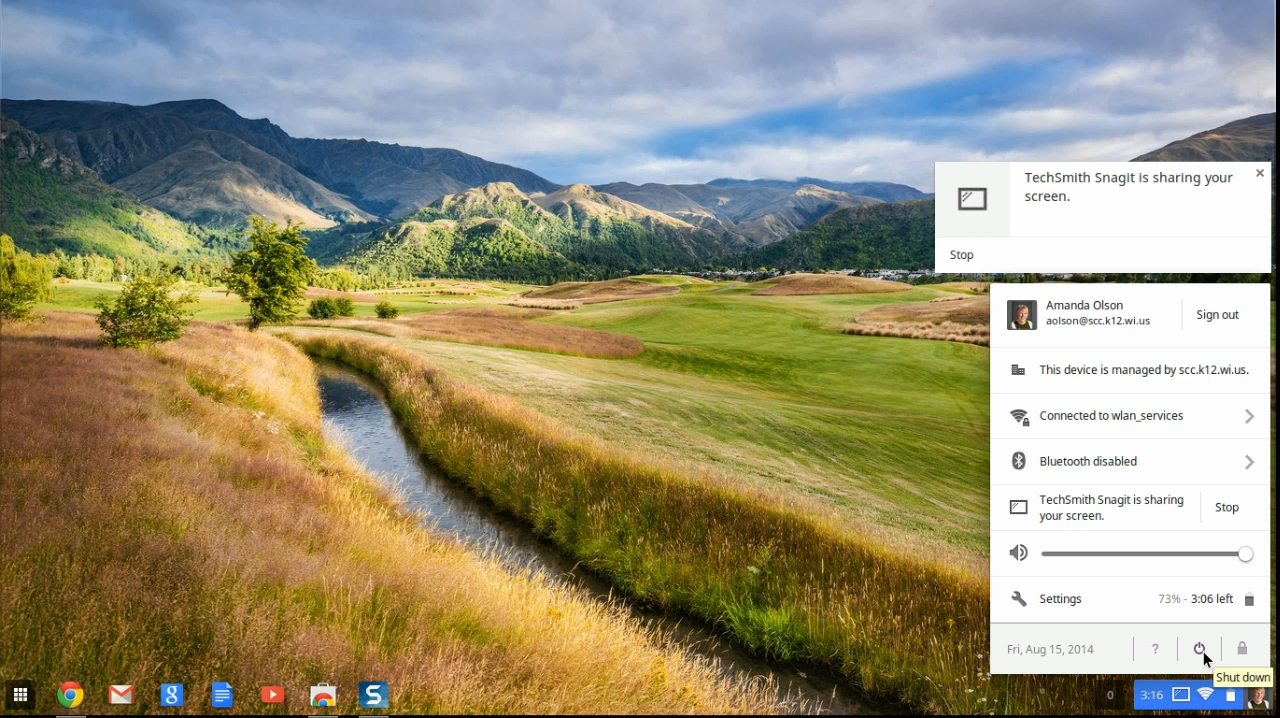 TechSmith Snagit is sharing your
screen.
Stop
Amanda Olson
aolson@scc.k12.wi.us
Sign out
This device is managed by scc.k12.wi.us.
Connected to wlan_services
Bluetooth disabled
TechSmith Snagit is sharing
your screen.
Stop
Settings
73% - 3:06 left
Fri, Aug 15, 2014
?
Shut down
8
S
0
3:16